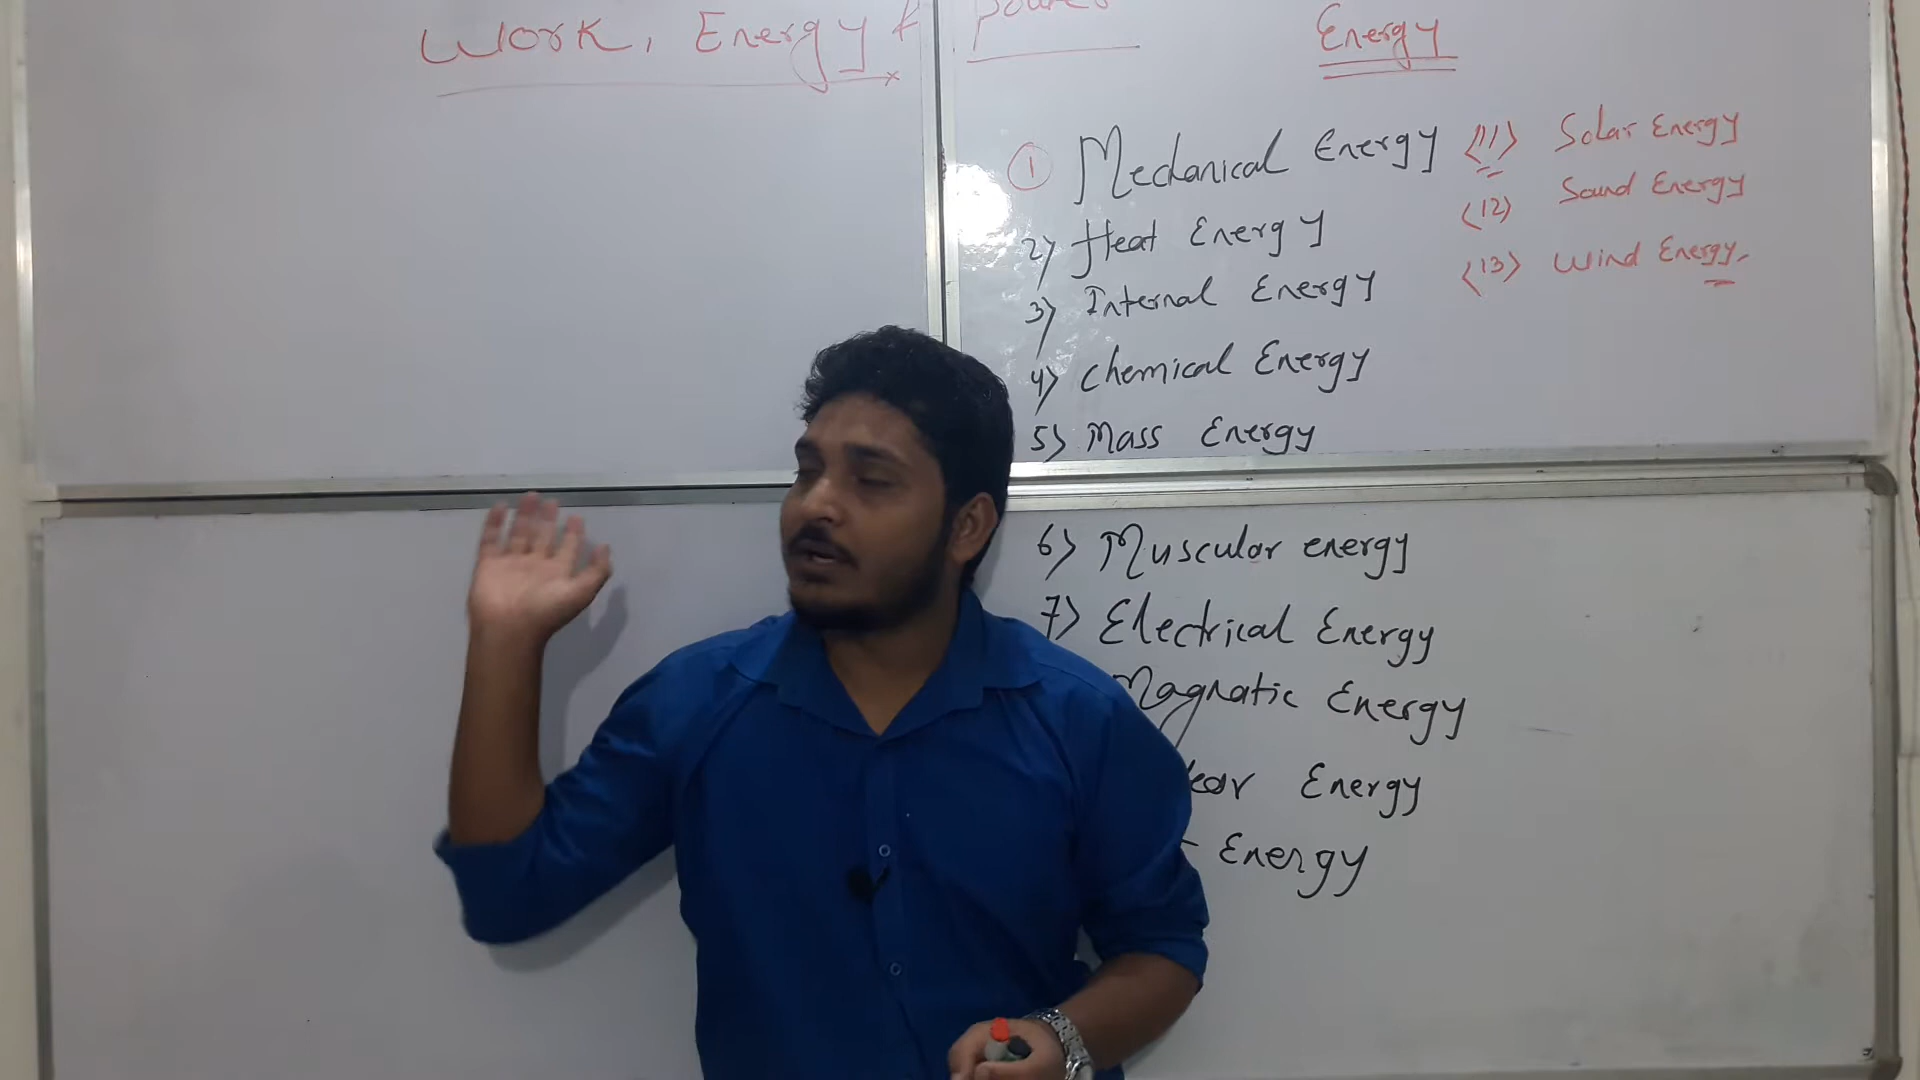 Work, Energy & Power
Energy
① Mechanical Energy
2) Heat Energy
3) Internal Energy
4) Chemical Energy
5) Mass Energy
6) Muscular energy
7) Electrical Energy
Magnatic Energy
Energy
Energy
(11) Solar Energy
(12) Sound Energy
(13) Wind Energy